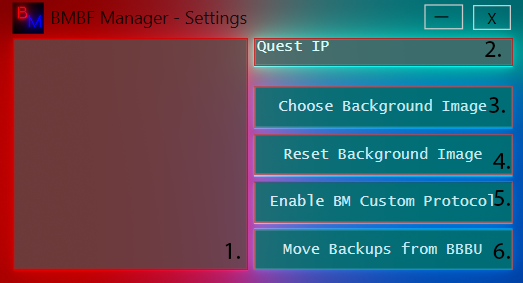 BM BMBF Manager - Settings — X
Quest IP 2.
Choose Background Image 3.
Reset Background Image 4.
Enable BM Custom Protocol 5.
1. Move Backups from BBBU 6.